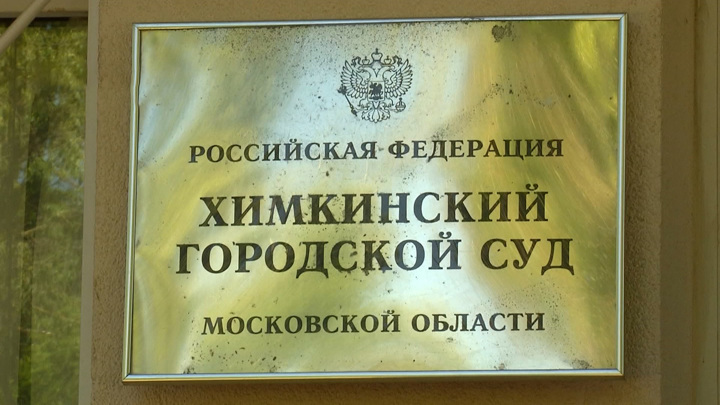 РОССИЙСКАЯ ФЕДЕРАЦИЯ
ХИМКИНСКИЙ
ГОРОДСКОЙ СУД
МОСКОВСКОЙ ОБЛАСТИ